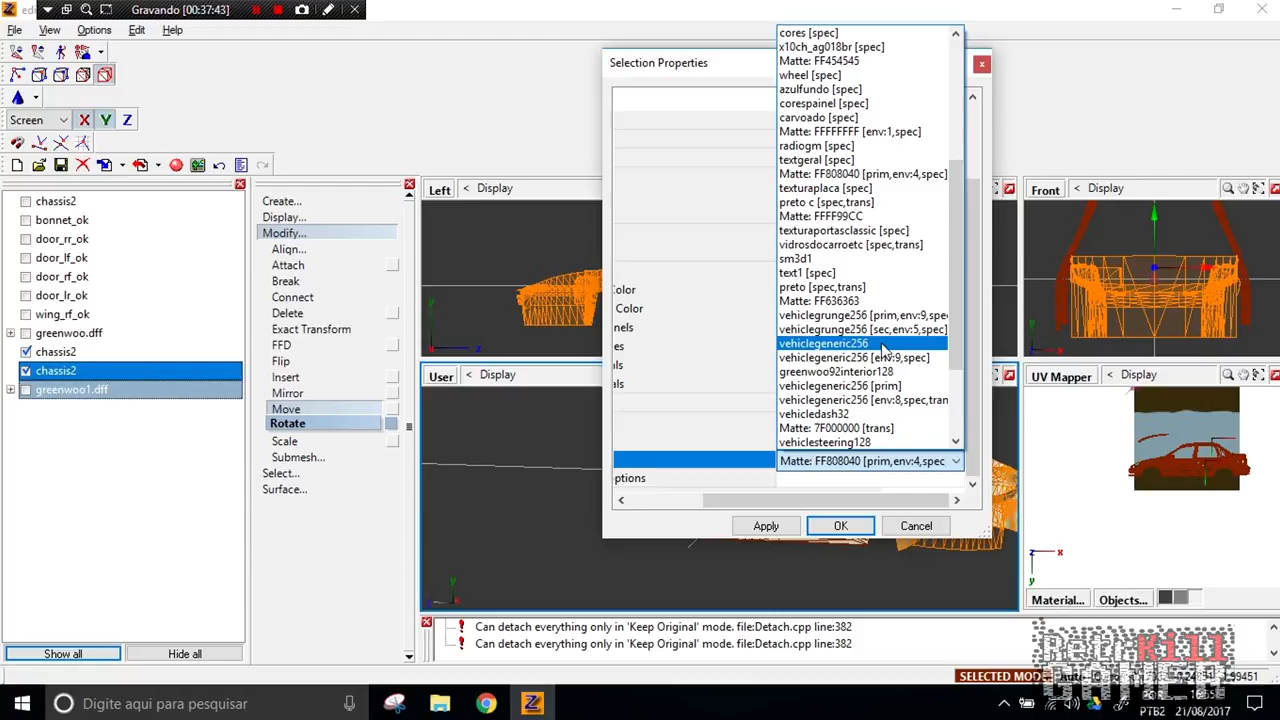 Gravando [00:37:43]
File View Options Edit Help
Screen X Y Z
chassis2
bonnet_ok
door_rr_ok
door_lf_ok
door_rf_ok
door_lr_ok
wing_rf_ok
greenwoo.dff
chassis2
chassis2
greenwoo1.dff
Show all Hide all
Create...
Display...
Modify...
Align...
Attach
Break
Connect
Delete
Exact Transform
FFD
Flip
Insert
Mirror
Move
Rotate
Scale
Submesh...
Select...
Surface...
Left < Display
User < Display
Front < Display
UV Mapper < Display
Selection Properties
olor
Color
nels
es
ls
als
ptions
cores [spec]
x10ch_ag018br [spec]
Matte: FF454545
wheel [spec]
azulfundo [spec]
corespainel [spec]
carvoado [spec]
Matte: FFFFFFFF [env:1,spec]
radiogm [spec]
textgeral [spec]
Matte: FF808040 [prim,env:4,spec]
texturaplaca [spec]
preto c [spec,trans]
Matte: FFFF99CC
texturaportasclassic [spec]
vidrosdocarroetc [spec,trans]
sm3d1
text1 [spec]
preto [spec,trans]
Matte: FF636363
vehiclegrunge256 [prim,env:9,spec
vehiclegrunge256 [sec,env:5,spec]
vehiclegeneric256
vehiclegeneric256 [env:9,spec]
greenwoo92interior128
vehiclegeneric256 [prim]
vehiclegeneric256 [env:8,spec,tran
vehicledash32
Matte: 7F000000 [trans]
vehiclesteering128
Matte: FF808040 [prim,env:4,spec
Apply OK Cancel
Material... Objects...
Can detach everything only in 'Keep Original' mode. file:Detach.cpp line:382
Can detach everything only in 'Keep Original' mode. file:Detach.cpp line:382
SELECTED MOD
Digite aqui para pesquisar
PTB2 21/08/2017